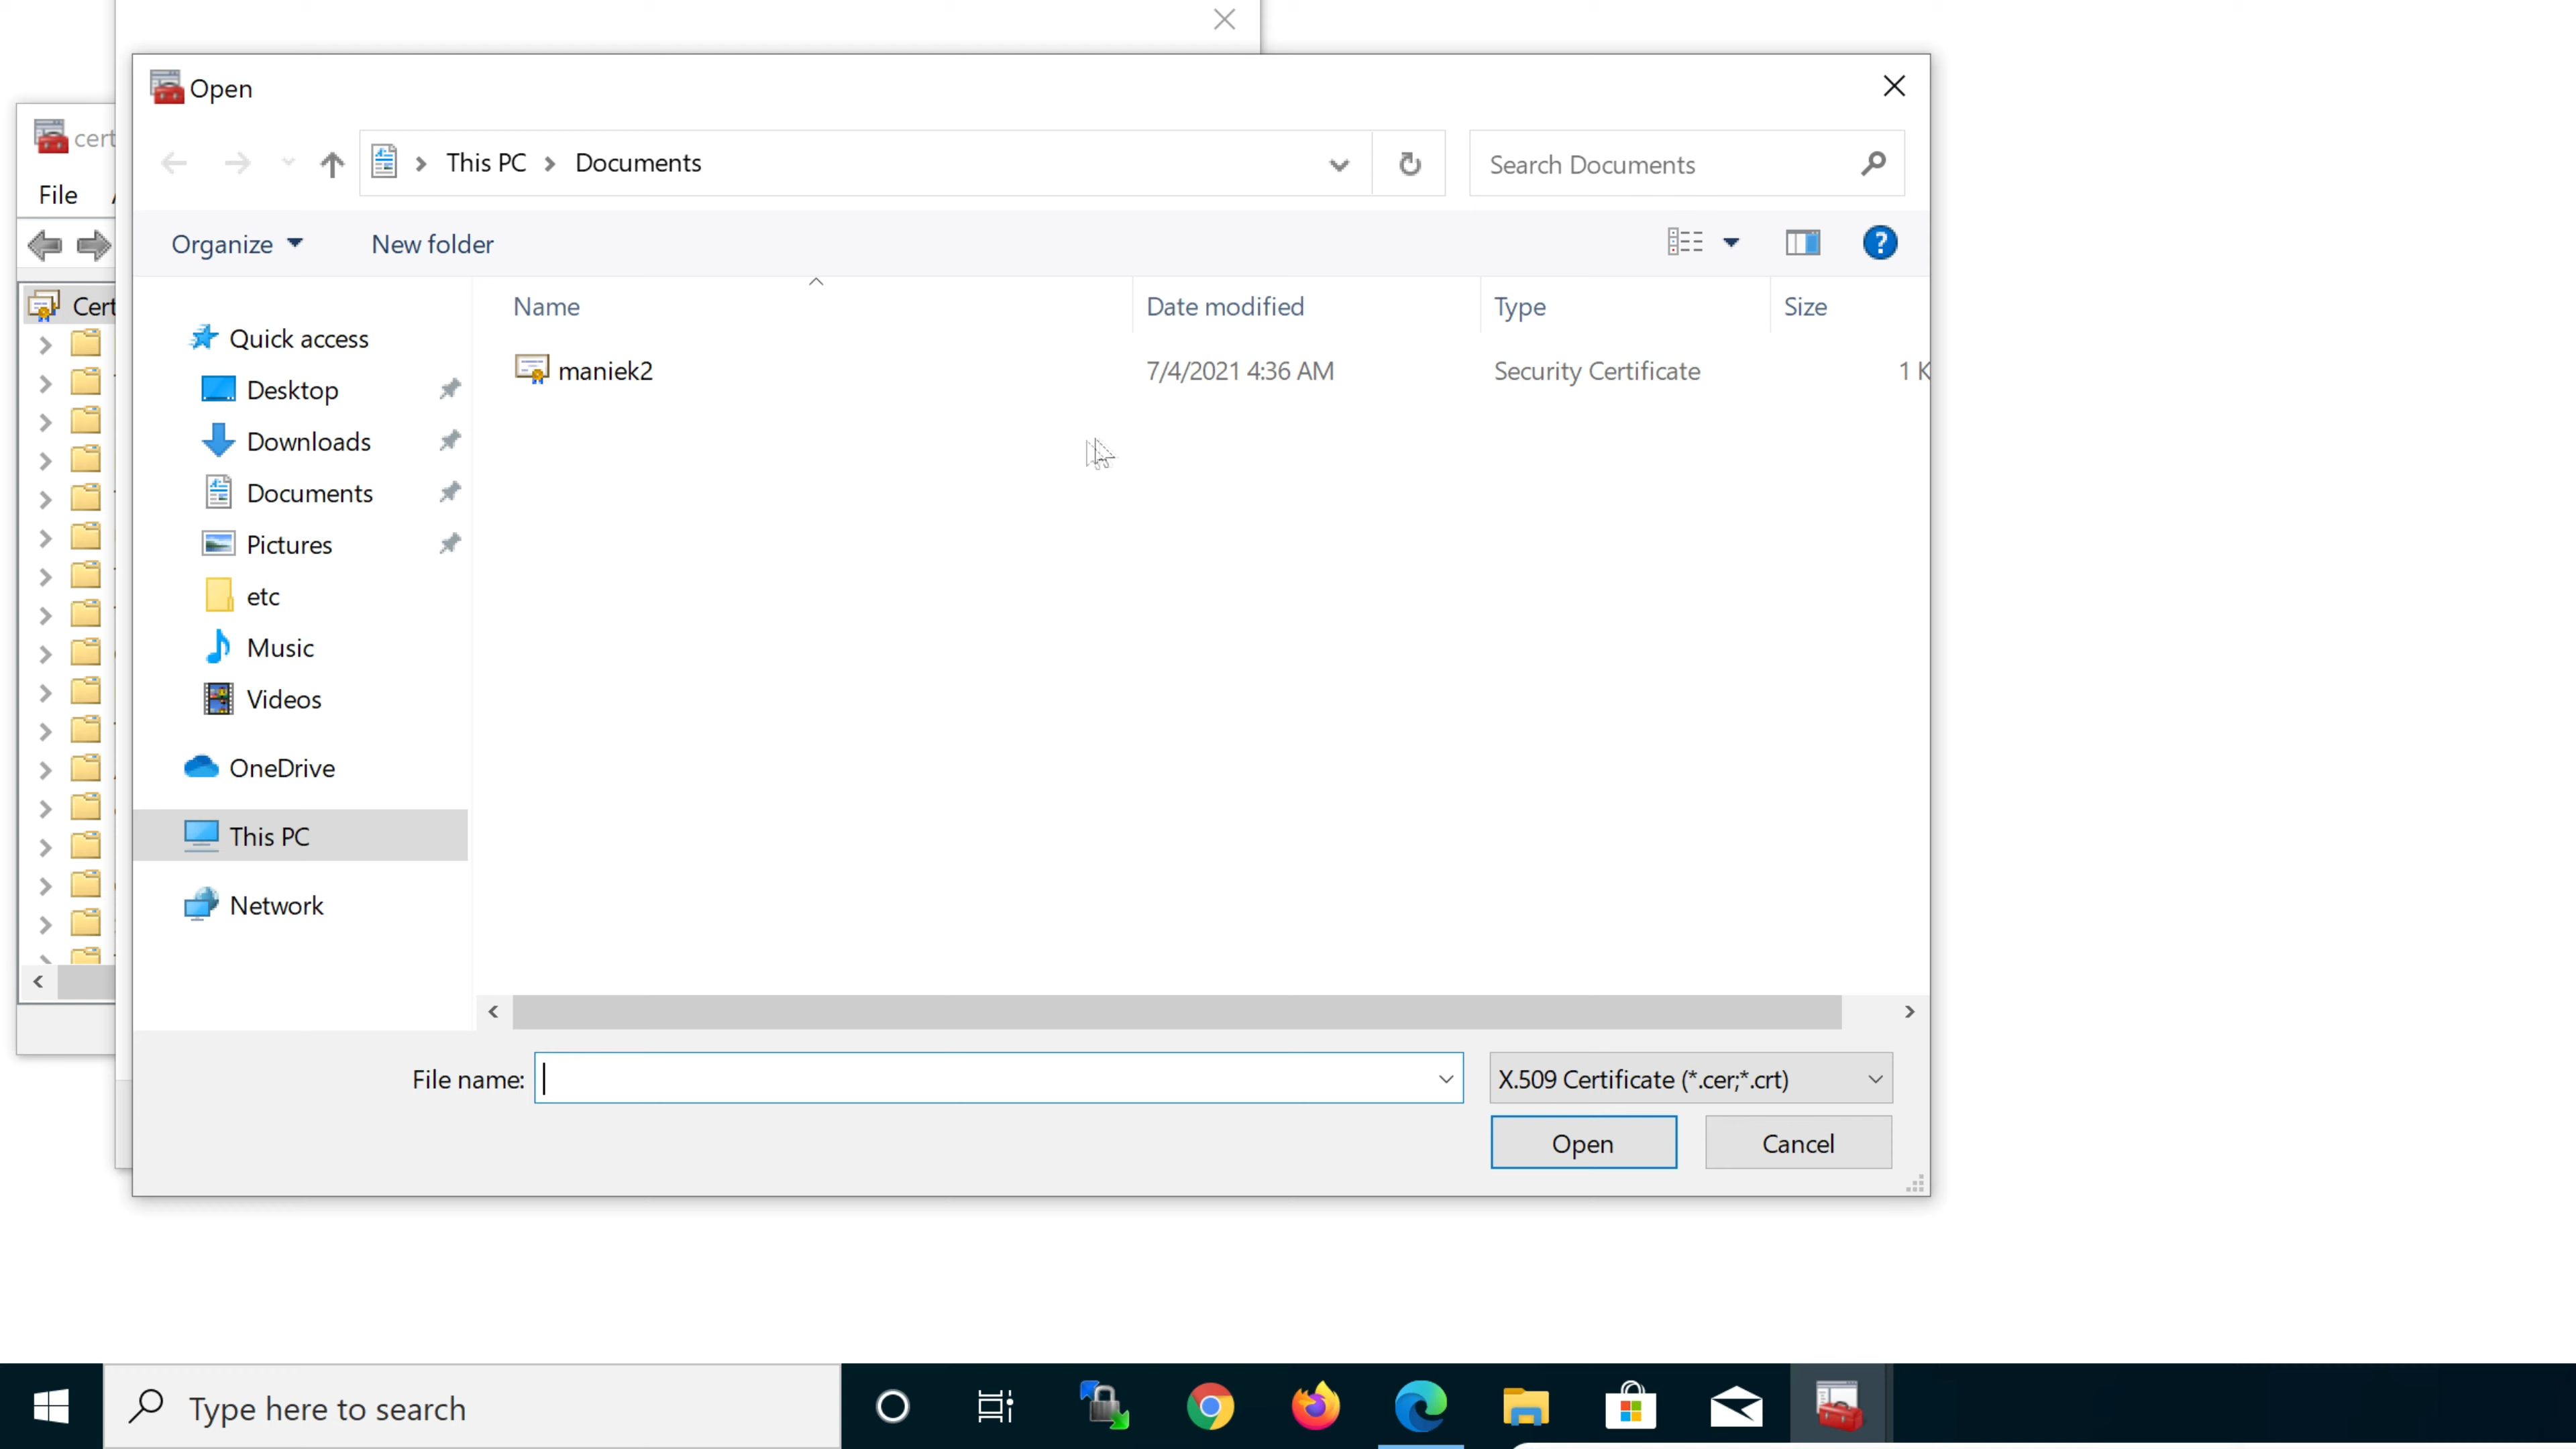 Open
cert
This PC
Documents
Search Documents
File
Organize
New folder
?
Cert
Name
Date modified
Type
Size
Quick access
maniek2
7/4/2021 4:36 AM
Security Certificate
1 K
Desktop
Downloads
Documents
Pictures
etc
Music
Videos
OneDrive
This PC
Network
File name:
X.509 Certificate (*.cer;*.crt)
Open
Cancel
Type here to search